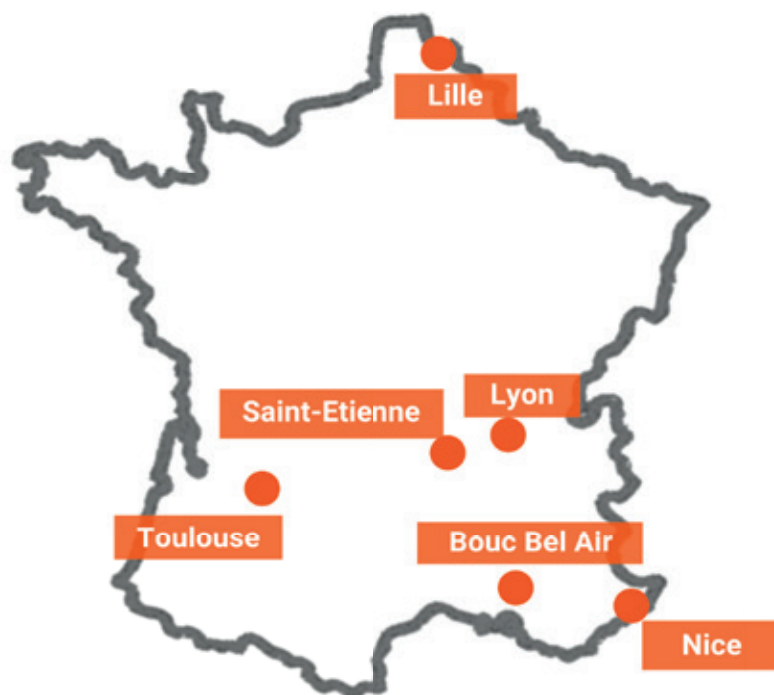 Lille
Lyon
Saint-Etienne
Toulouse
Bouc Bel Air
Nice